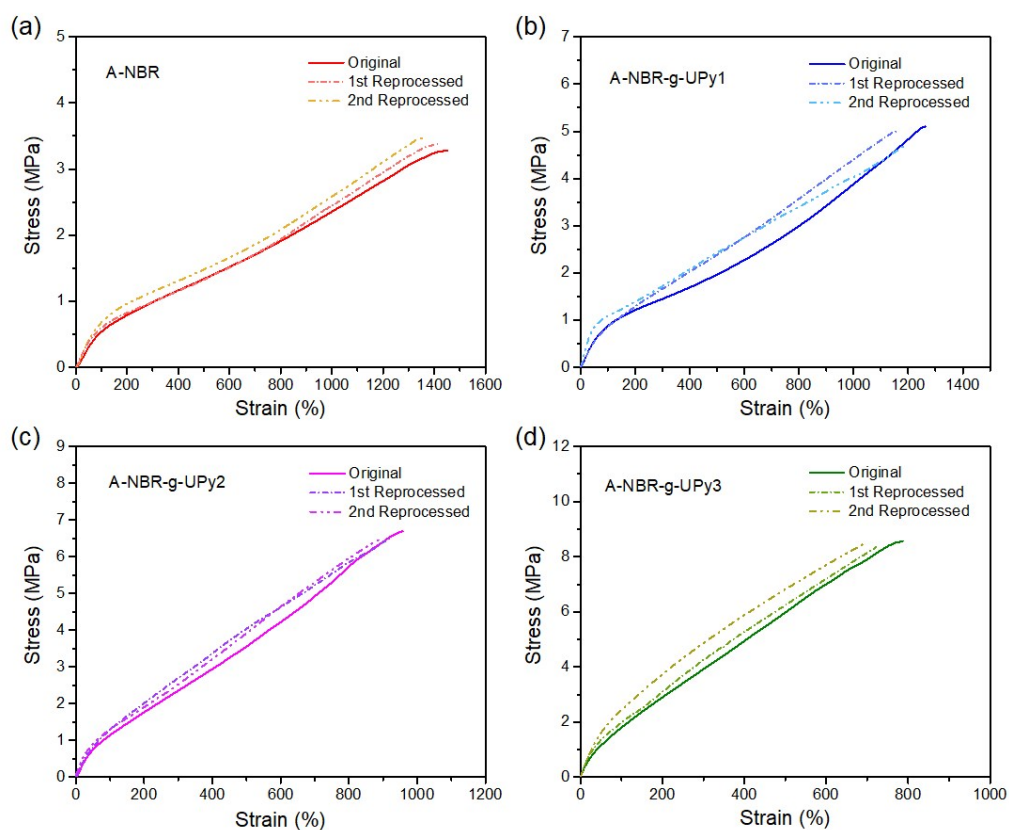 (a)
A-NBR
Original
1st Reprocessed
2nd Reprocessed
5
4
3
2
1
0
Stress (MPa)
0 200 400 600 800 1000 1200 1400 1600
Strain (%)
(b)
A-NBR-g-UPy1
Original
1st Reprocessed
2nd Reprocessed
7
6
5
4
3
2
1
0
Stress (MPa)
0 200 400 600 800 1000 1200 1400
Strain (%)
(c)
A-NBR-g-UPy2
Original
1st Reprocessed
2nd Reprocessed
9
8
7
6
5
4
3
2
1
0
Stress (MPa)
0 200 400 600 800 1000 1200
Strain (%)
(d)
A-NBR-g-UPy3
Original
1st Reprocessed
2nd Reprocessed
12
10
8
6
4
2
0
Stress (MPa)
0 200 400 600 800 1000
Strain (%)